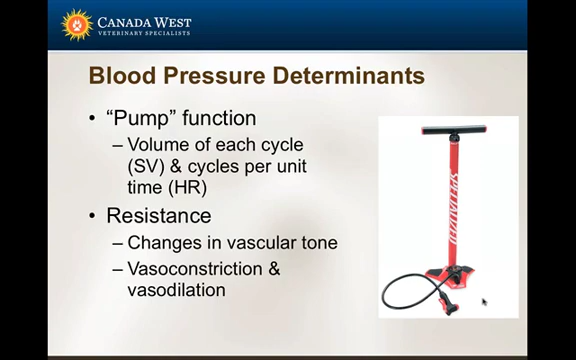 CANADA WEST
VETERINARY SPECIALISTS
Blood Pressure Determinants
• “Pump” function
– Volume of each cycle
(SV) & cycles per unit
time (HR)
• Resistance
– Changes in vascular tone
– Vasoconstriction &
vasodilation
SPECIALIZED